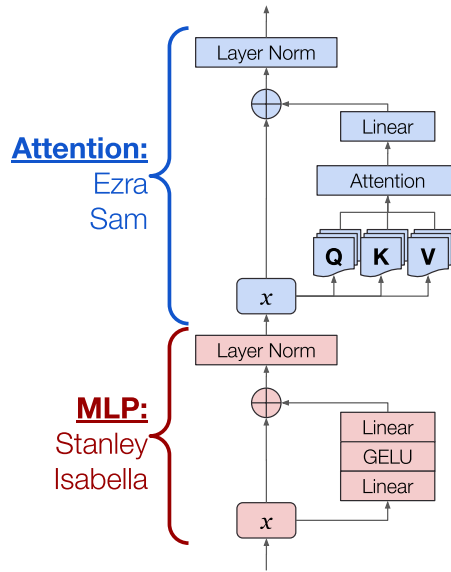 Layer Norm
Linear
Attention:
Ezra
Sam
Attention
Q K V
x
Layer Norm
MLP:
Stanley
Isabella
Linear
GELU
Linear
x